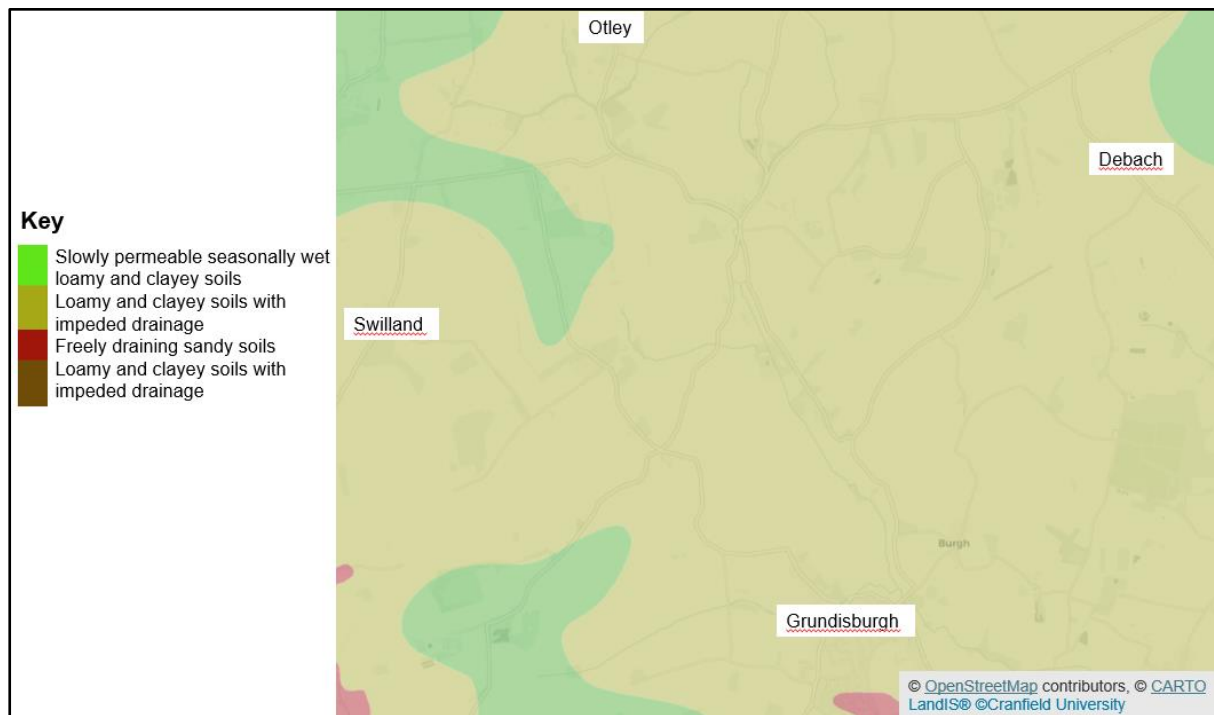 Otley
Debach
Key
Slowly permeable seasonally wet
loamy and clayey soils
Loamy and clayey soils with
impeded drainage
Freely draining sandy soils
Loamy and clayey soils with
impeded drainage
Swilland
Burgh
Grundisburgh
© OpenStreetMap contributors, © CARTO
LandIS® ©Cranfield University